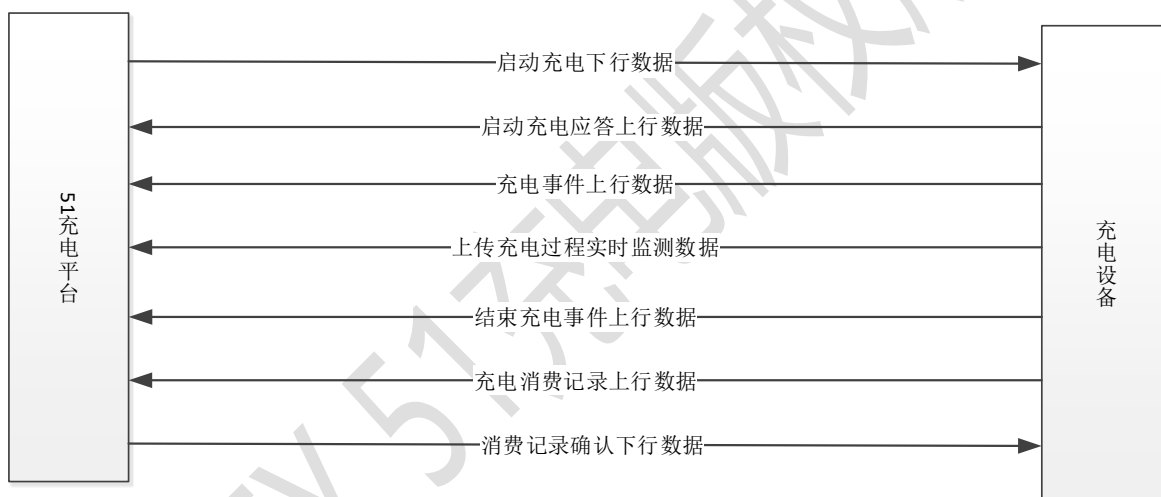 启动充电下行数据
启动充电应答上行数据
充电事件上行数据
上传充电过程实时监测数据
结束充电事件上行数据
充电消费记录上行数据
消费记录确认下行数据
51充电平台
充电设备